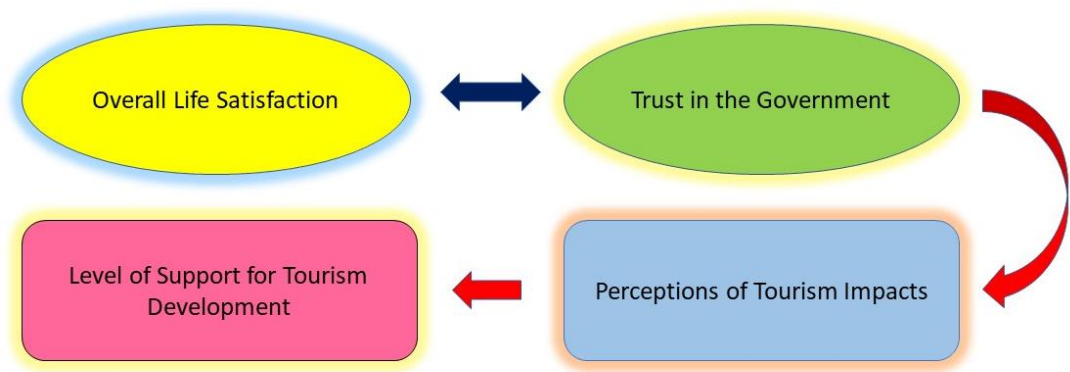 Overall Life Satisfaction
Trust in the Government
Level of Support for Tourism
Development
Perceptions of Tourism Impacts